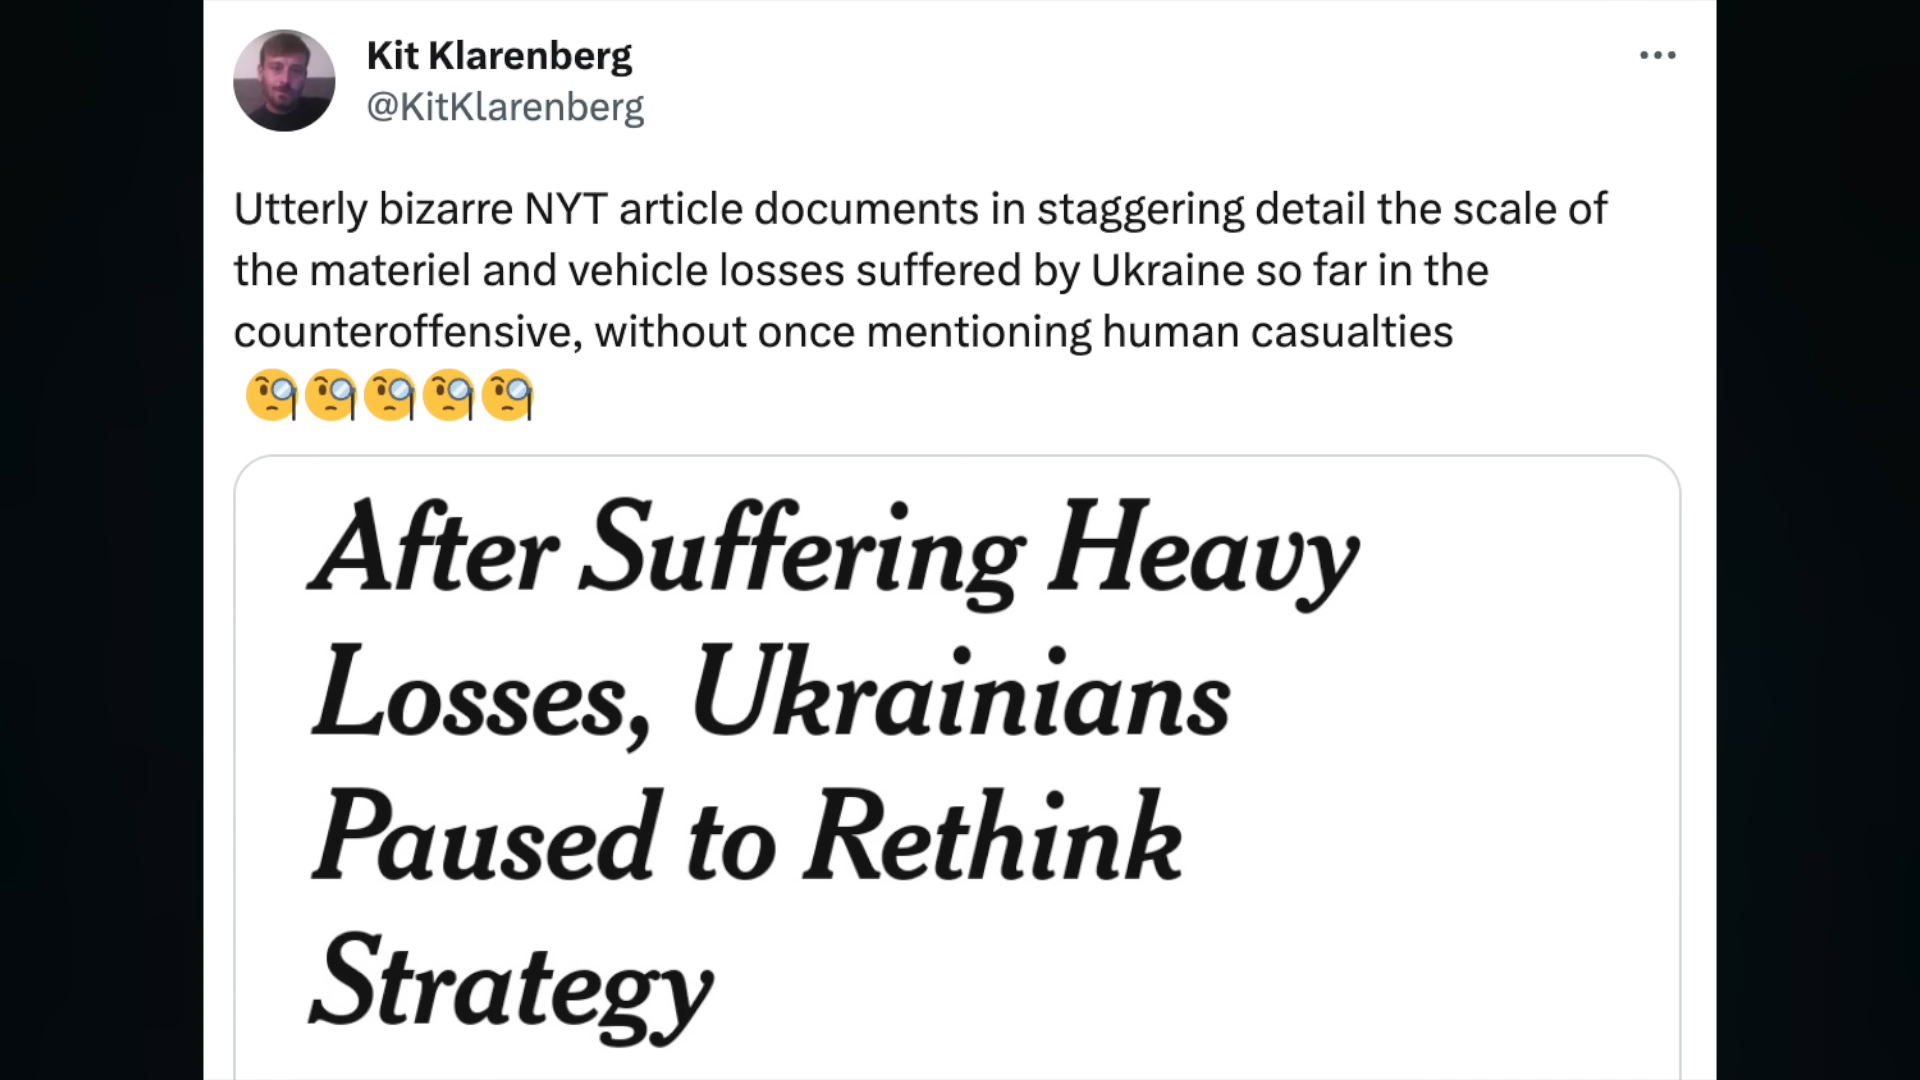 Kit Klarenberg
@KitKlarenberg
Utterly bizarre NYT article documents in staggering detail the scale of
the materiel and vehicle losses suffered by Ukraine so far in the
counteroffensive, without once mentioning human casualties
🧐🧐🧐🧐🧐
After Suffering Heavy
Losses, Ukrainians
Paused to Rethink
Strategy